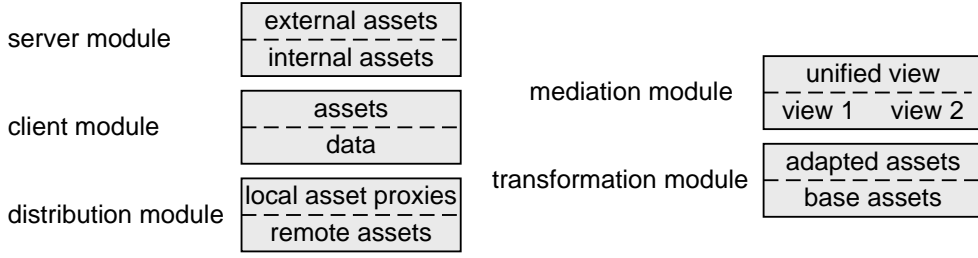 server module
external assets
internal assets
client module
assets
data
distribution module
local asset proxies
remote assets
mediation module
unified view
view 1 view 2
transformation module
adapted assets
base assets